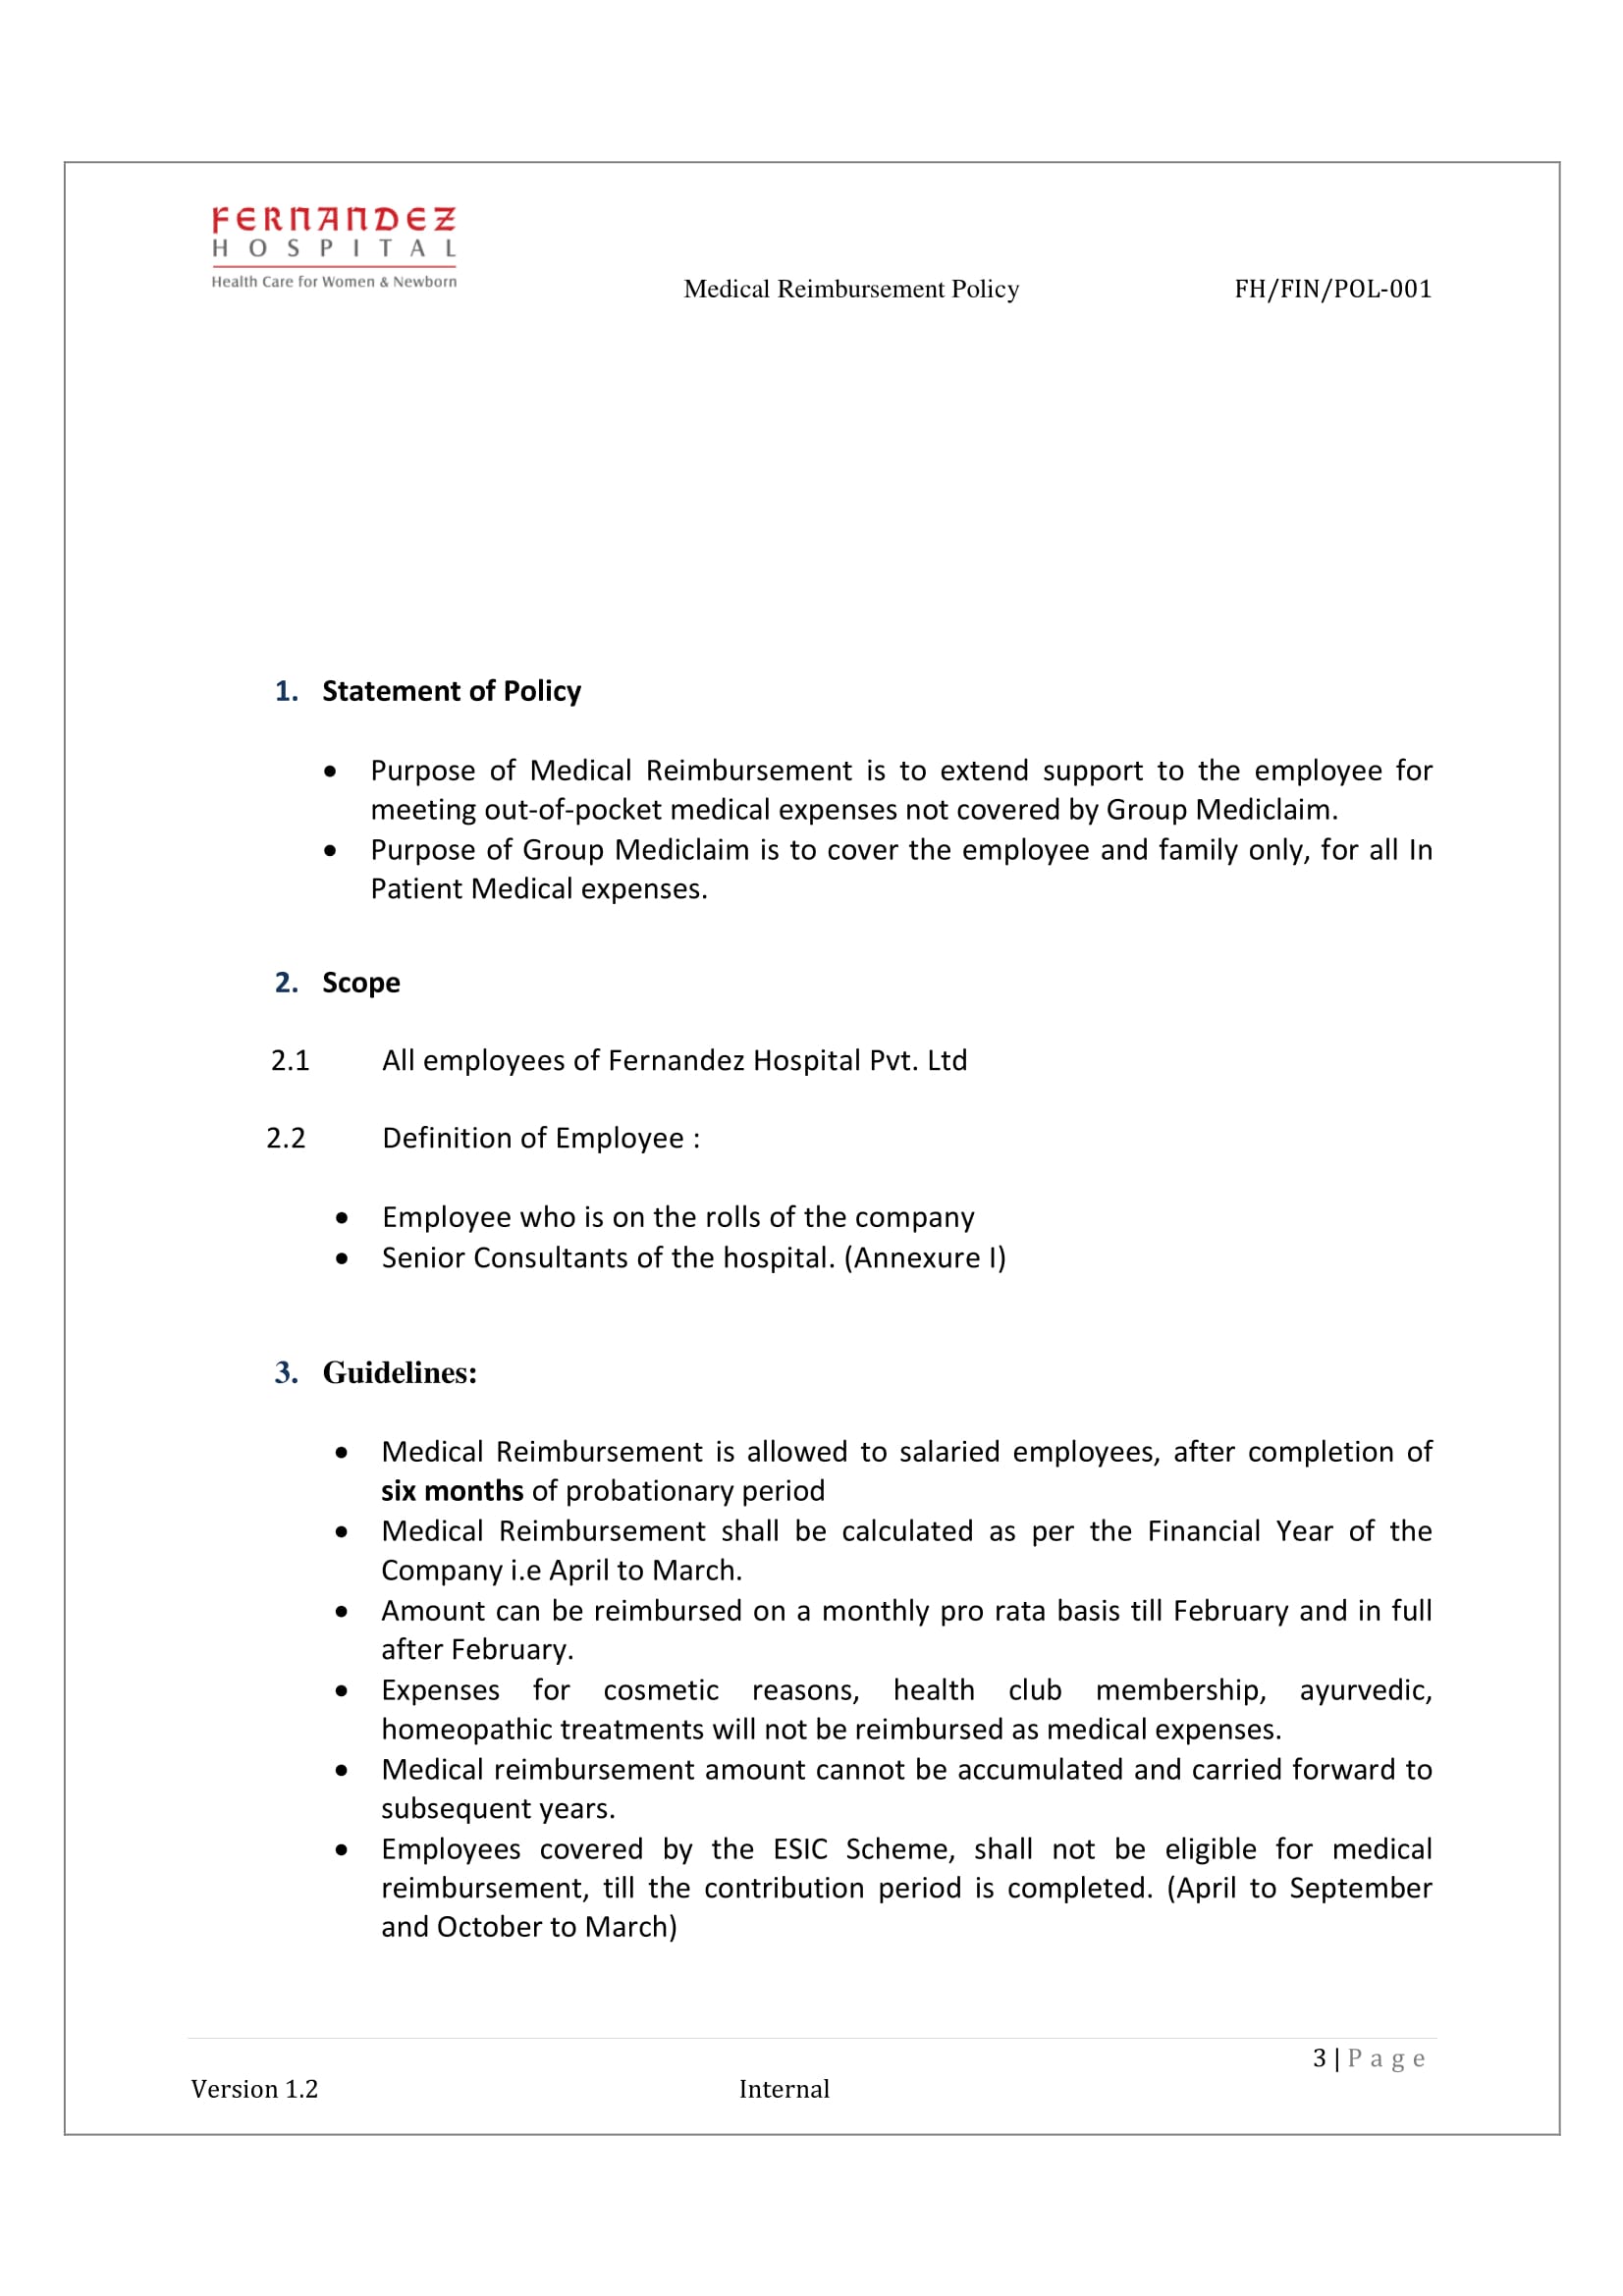 FERNANDEZ
HOSPITAL
Health Care for Women & Newborn
Medical Reimbursement Policy FH/FIN/POL-001
1. Statement of Policy
• Purpose of Medical Reimbursement is to extend support to the employee for
meeting out-of-pocket medical expenses not covered by Group Mediclaim.
• Purpose of Group Mediclaim is to cover the employee and family only, for all In
Patient Medical expenses.
2. Scope
2.1 All employees of Fernandez Hospital Pvt. Ltd
2.2 Definition of Employee :
• Employee who is on the rolls of the company
• Senior Consultants of the hospital. (Annexure I)
3. Guidelines:
• Medical Reimbursement is allowed to salaried employees, after completion of
six months of probationary period
• Medical Reimbursement shall be calculated as per the Financial Year of the
Company i.e April to March.
• Amount can be reimbursed on a monthly pro rata basis till February and in full
after February.
• Expenses for cosmetic reasons, health club membership, ayurvedic,
homeopathic treatments will not be reimbursed as medical expenses.
• Medical reimbursement amount cannot be accumulated and carried forward to
subsequent years.
• Employees covered by the ESIC Scheme, shall not be eligible for medical
reimbursement, till the contribution period is completed. (April to September
and October to March)
3 | Page
Version 1.2 Internal